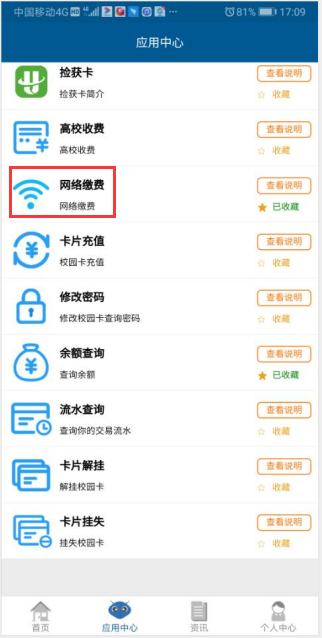 中国移动4G HD 81% 17:09
应用中心
捡获卡
查看说明
捡获卡简介
☆ 收藏
高校收费
查看说明
高校收费
☆ 收藏
网络缴费
查看说明
网络缴费
★ 已收藏
卡片充值
查看说明
校园卡充值
☆ 收藏
修改密码
查看说明
修改校园卡查询密码
☆ 收藏
余额查询
查看说明
查询余额
★ 已收藏
流水查询
查看说明
查询你的交易流水
☆ 收藏
卡片解挂
查看说明
解挂校园卡
☆ 收藏
卡片挂失
查看说明
挂失校园卡
☆ 收藏
首页 应用中心 资讯 个人中心